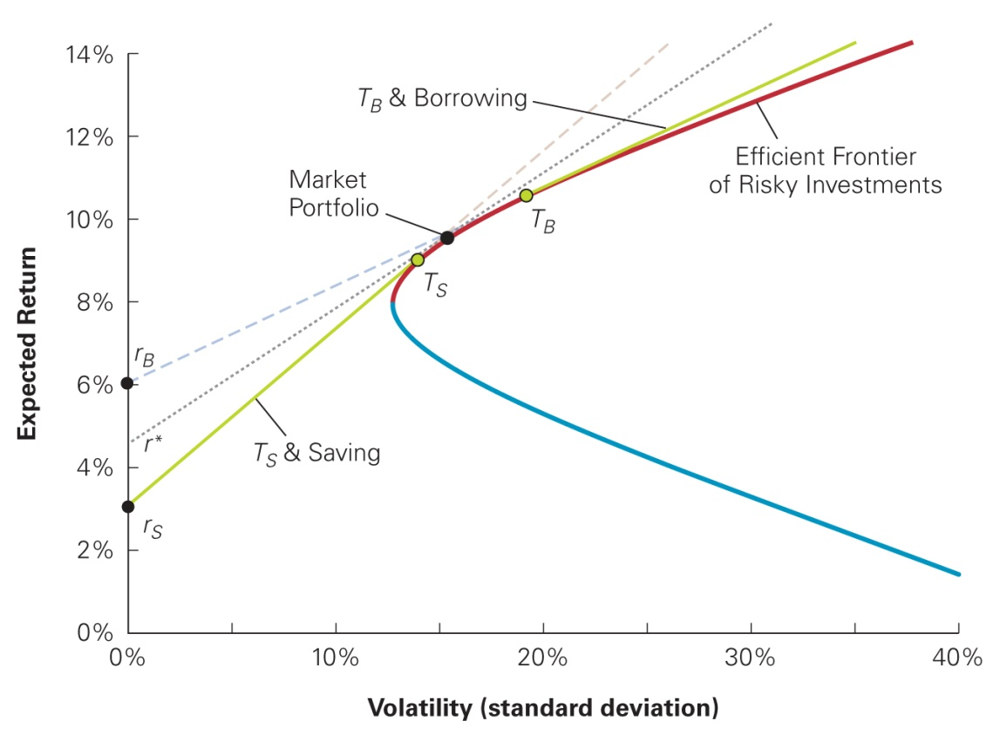 14%
T_B & Borrowing
12%
Efficient Frontier
of Risky Investments
Market
Portfolio
10%
T_B
T_S
8%
r_B
6%
r*
T_S & Saving
4%
r_S
2%
0%
0%
10%
20%
30%
40%
Expected Return
Volatility (standard deviation)